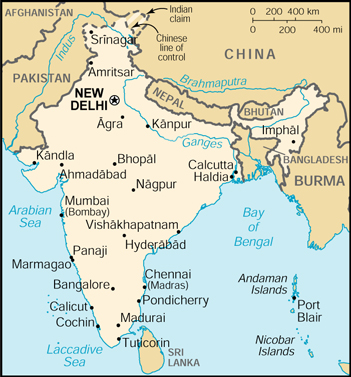 AFGHANISTAN
Indian
claim
0 200 400 km
0 200 400 mi
Chinese
line of
control
Indus
Srīnagar
CHINA
PAKISTAN
Amritsar
Brahmaputra
NEW
DELHI
NEPAL
BHUTAN
Āgra
Kānpur
Imphāl
Ganges
BANGLADESH
Kāndla
Bhopāl
Calcutta
Ahmadābād
Haldia
BURMA
Nāgpur
Mumbai
(Bombay)
Arabian
Sea
Vishākhapatnam
Bay
of
Bengal
Hyderābād
Panaji
Marmagao
Chennai
(Madras)
Andaman
Islands
Bangalore
Pondicherry
Port
Blair
Calicut
Cochin
Madurai
Nicobar
Islands
Tuticorin
Laccadive
Sea
SRI
LANKA